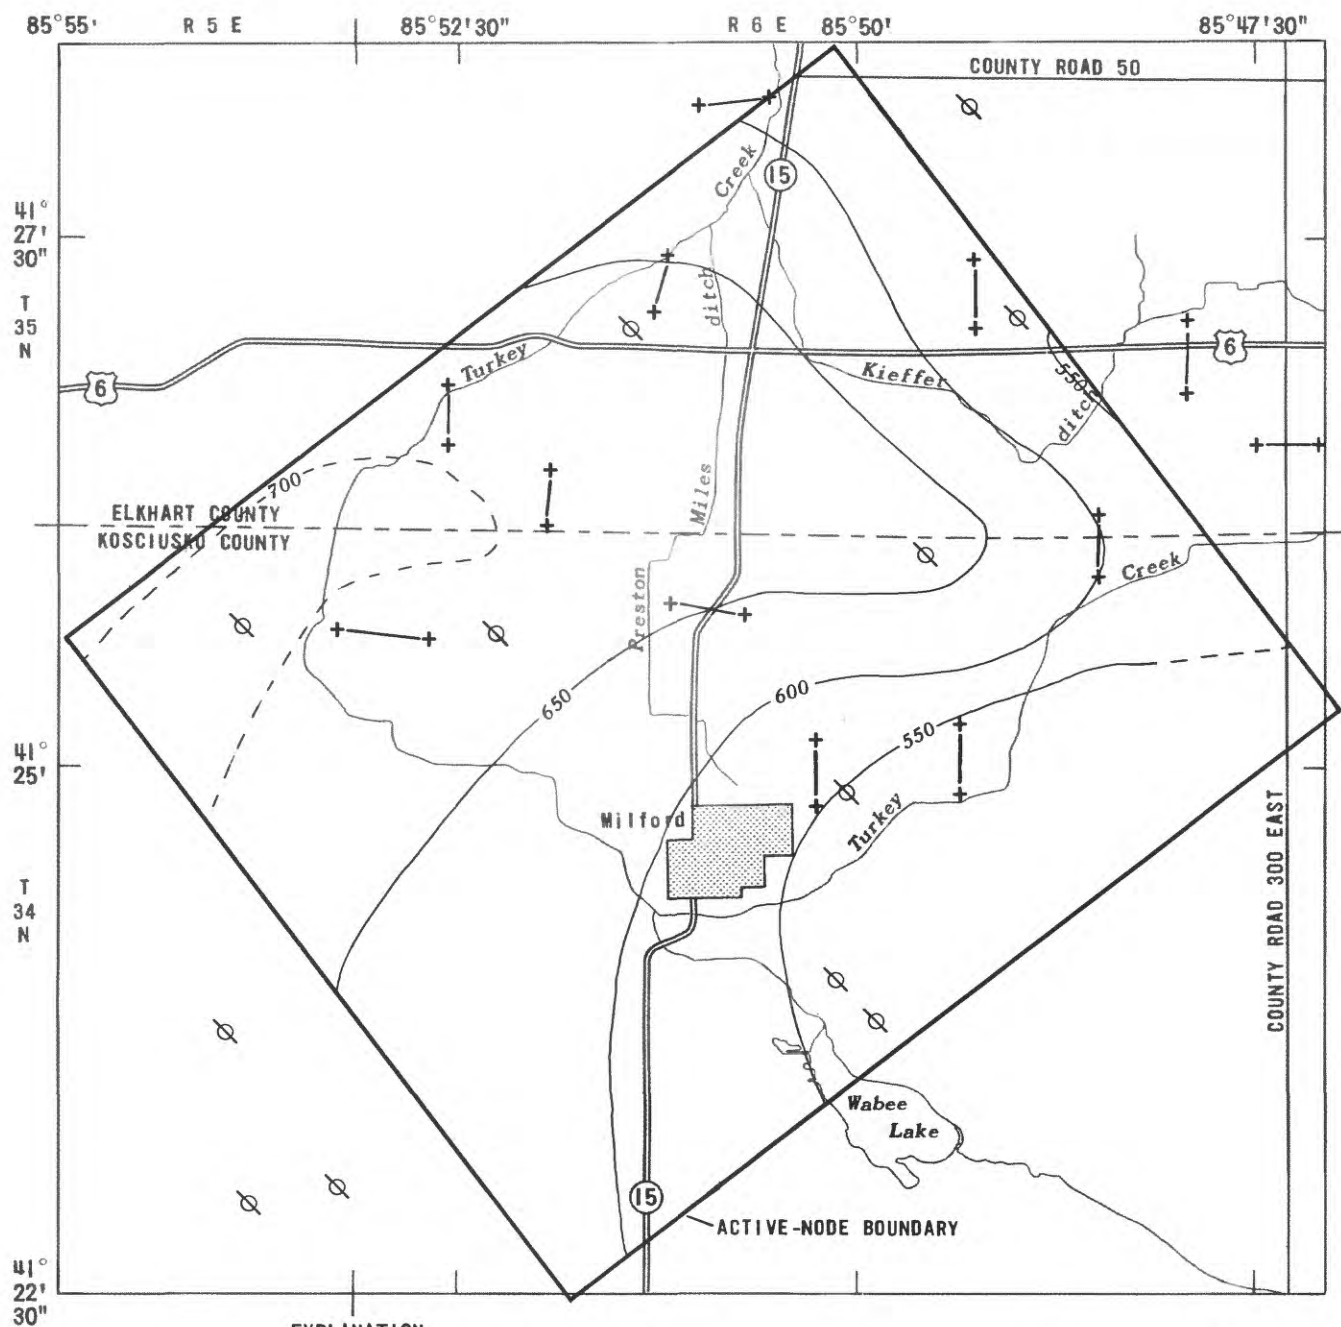 85°55' R 5 E 85°52'30" R 6 E 85°50' 85°47'30"
COUNTY ROAD 50
15
Creek
41°
27'
30"
T
35
N
ditch
6
Turkey
Kieffer
550
6
ditch
700
Miles
ELKHART COUNTY
KOSCIUSKO COUNTY
Creek
Preston
650
600
550
41°
25'
Milford
Turkey
COUNTY ROAD 300 EAST
T
34
N
Wabee
Lake
15
ACTIVE-NODE BOUNDARY
41°
22'
30"
EXPLANATION